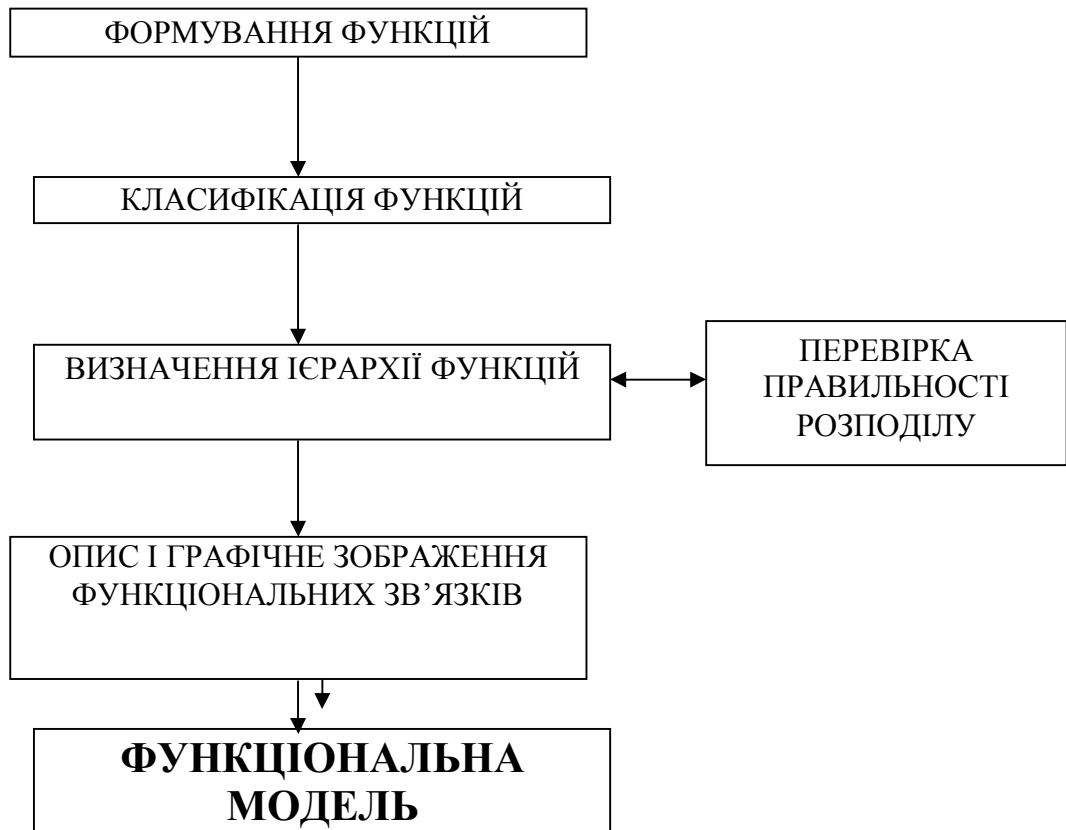 ФОРМУВАННЯ ФУНКЦІЙ
КЛАСИФІКАЦІЯ ФУНКЦІЙ
ВИЗНАЧЕННЯ ІЄРАРХІЇ ФУНКЦІЙ
ПЕРЕВІРКА
ПРАВИЛЬНОСТІ
РОЗПОДІЛУ
ОПИС І ГРАФІЧНЕ ЗОБРАЖЕННЯ
ФУНКЦІОНАЛЬНИХ ЗВ’ЯЗКІВ
ФУНКЦІОНАЛЬНА
МОДЕЛЬ